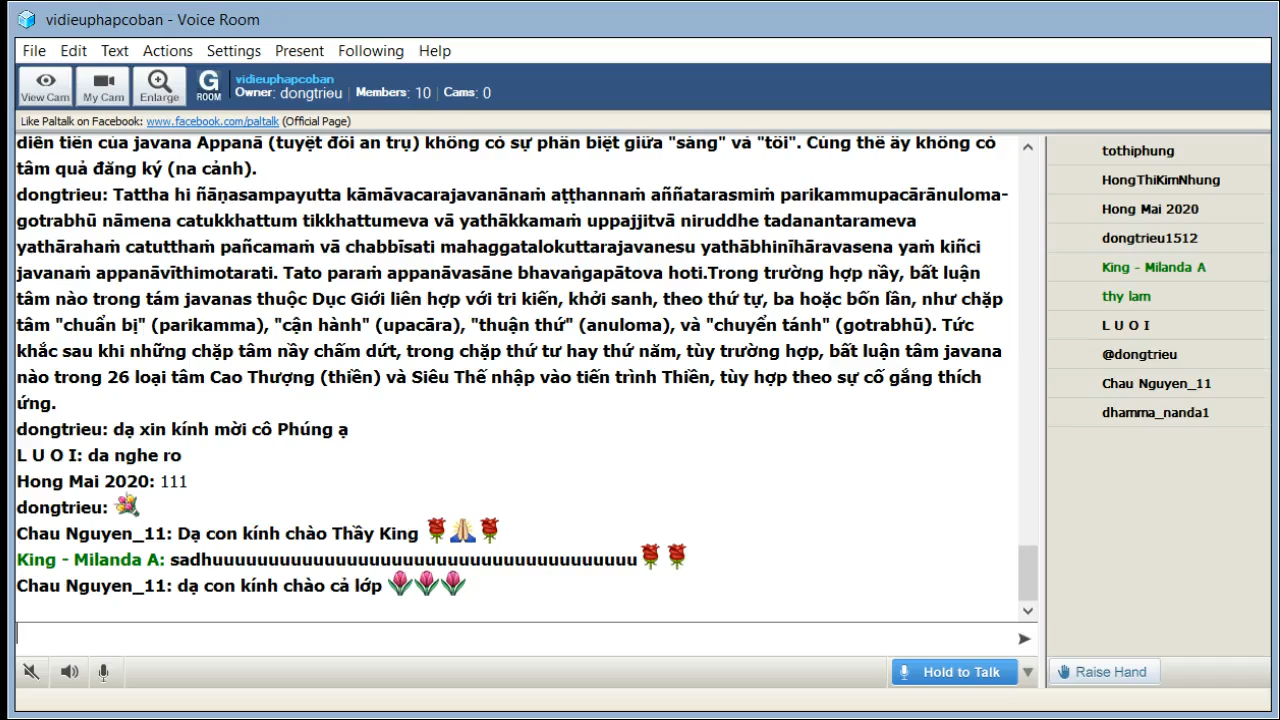 vidieuphapcoban - Voice Room
File Edit Text Actions Settings Present Following Help
View Cam My Cam Enlarge G ROOM
vidieuphapcoban
Owner: dongtrieu | Members: 10 | Cams: 0
Like Paltalk on Facebook: www.facebook.com/paltalk (Official Page)
diễn tiến của javana Appanā (tuyệt đối an trụ) không có sự phân biệt giữa "sáng" và "tối". Cùng thế ấy không có
tâm quả đăng ký (na cảnh).
dongtrieu: Tattha hi ñāṇasampayutta kāmāvacarajavanānaṁ aṭṭhannaṁ aññatarasmiṁ parikammupacārānuloma-
gotrabhū nāmena catukkhattum tikkhattumeva vā yathākkamaṁ uppajjitvā niruddhe tadanantarameva
yathārahaṁ catutthaṁ pañcamaṁ vā chabbīsati mahaggatalokuttarajavanesu yathābhinīhāravasena yaṁ kiñci
javanaṁ appanāvīthimotarati. Tato paraṁ appanāvasāne bhavaṅgapātova hoti.Trong trường hợp nầy, bất luận
tâm nào trong tám javanas thuộc Dục Giới liên hợp với tri kiến, khởi sanh, theo thứ tự, ba hoặc bốn lần, như chặp
tâm "chuẩn bị" (parikamma), "cận hành" (upacāra), "thuận thứ" (anuloma), và "chuyển tánh" (gotrabhū). Tức
khắc sau khi những chặp tâm nầy chấm dứt, trong chặp thứ tư hay thứ năm, tùy trường hợp, bất luận tâm javana
nào trong 26 loại tâm Cao Thượng (thiền) và Siêu Thế nhập vào tiến trình Thiền, tùy hợp theo sự cố gắng thích
ứng.
dongtrieu: dạ xin kính mời cô Phúng ạ
L U O I: da nghe ro
Hong Mai 2020: 111
dongtrieu:
Chau Nguyen_11: Dạ con kính chào Thầy King
King - Milanda A: sadhuuuuuuuuuuuuuuuuuuuuuuuuuuuuuuuuuuuuuu
Chau Nguyen_11: dạ con kính chào cả lớp
Hold to Talk
tothiphung
HongThiKimNhung
Hong Mai 2020
dongtrieu1512
King - Milanda A
thy lam
L U O I
@dongtrieu
Chau Nguyen_11
dhamma_nanda1
Raise Hand